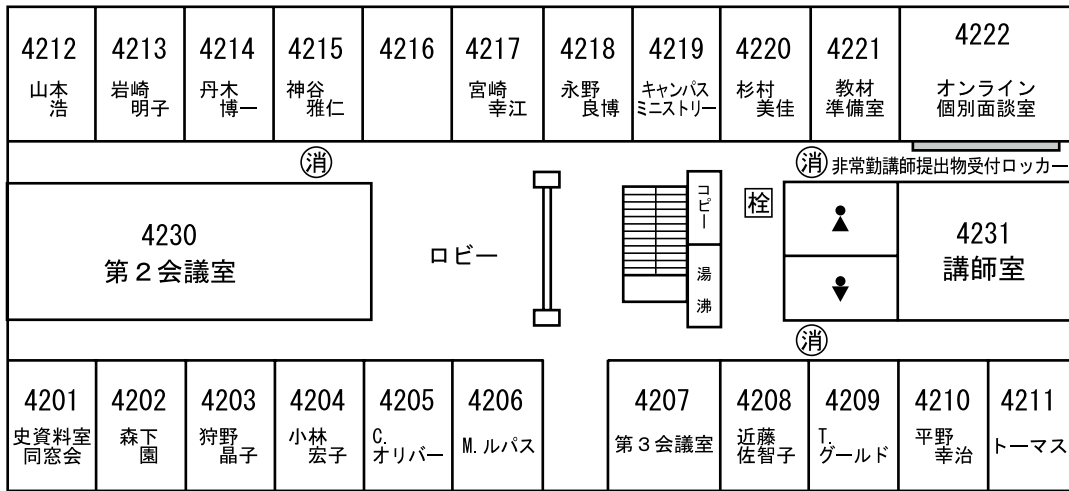 4212
山本
浩
4213
岩崎
明子
4214
丹木
博一
4215
神谷
雅仁
4216
4217
宮崎
幸江
4218
永野
良博
4219
キャンパス
ミニストリー
4220
杉村
美佳
4221
教材
準備室
4222
オンライン
個別面談室
消
消
非常勤講師提出物受付ロッカー
4230
第2会議室
ロビー
コピー
湯沸
栓
4231
講師室
消
4201
史資料室
同窓会
4202
森下
園
4203
狩野
晶子
4204
小林
宏子
4205
C.
オリバー
4206
M. ルパス
4207
第3会議室
4208
近藤
佐智子
4209
T.
グールド
4210
平野
幸治
4211
トーマス